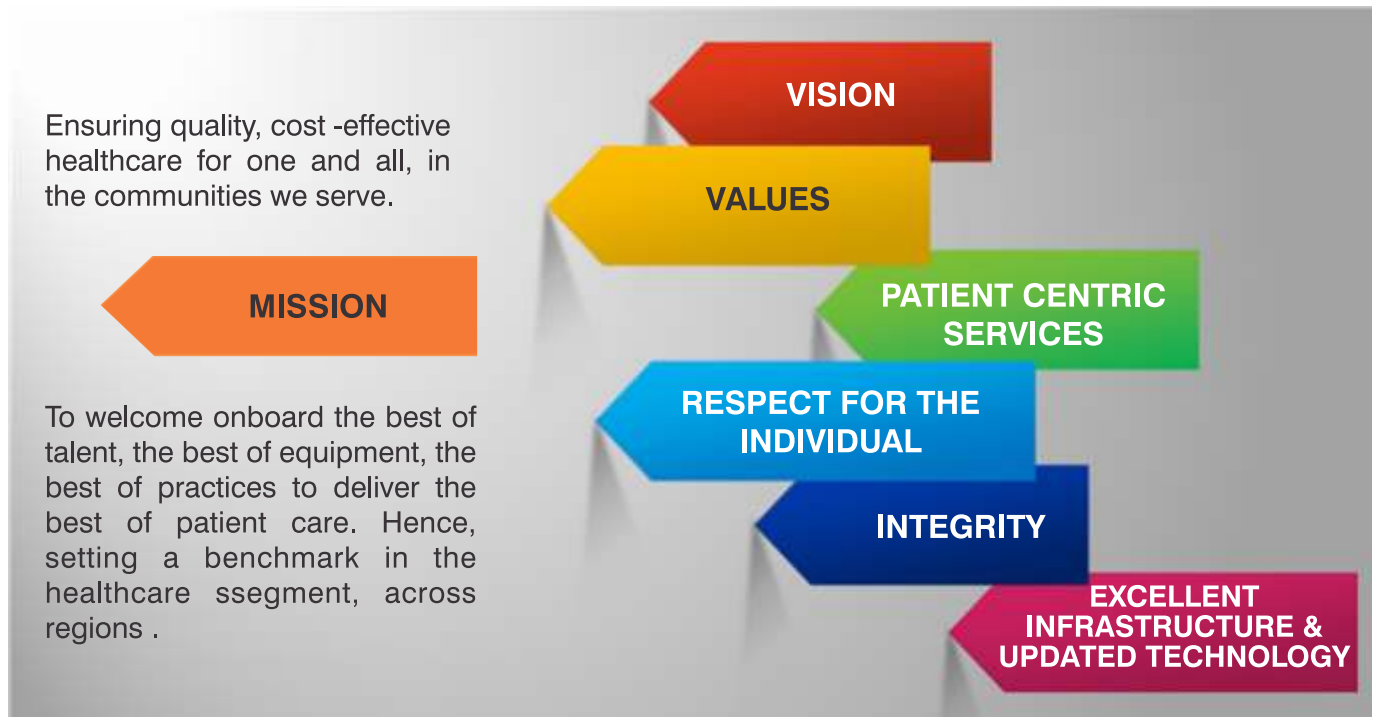 Ensuring quality, cost -effective
healthcare for one and all, in
the communities we serve.
MISSION
To welcome onboard the best of
talent, the best of equipment, the
best of practices to deliver the
best of patient care. Hence,
setting a benchmark in the
healthcare ssegment, across
regions .
VISION
VALUES
PATIENT CENTRIC
SERVICES
RESPECT FOR THE
INDIVIDUAL
INTEGRITY
EXCELLENT
INFRASTRUCTURE &
UPDATED TECHNOLOGY